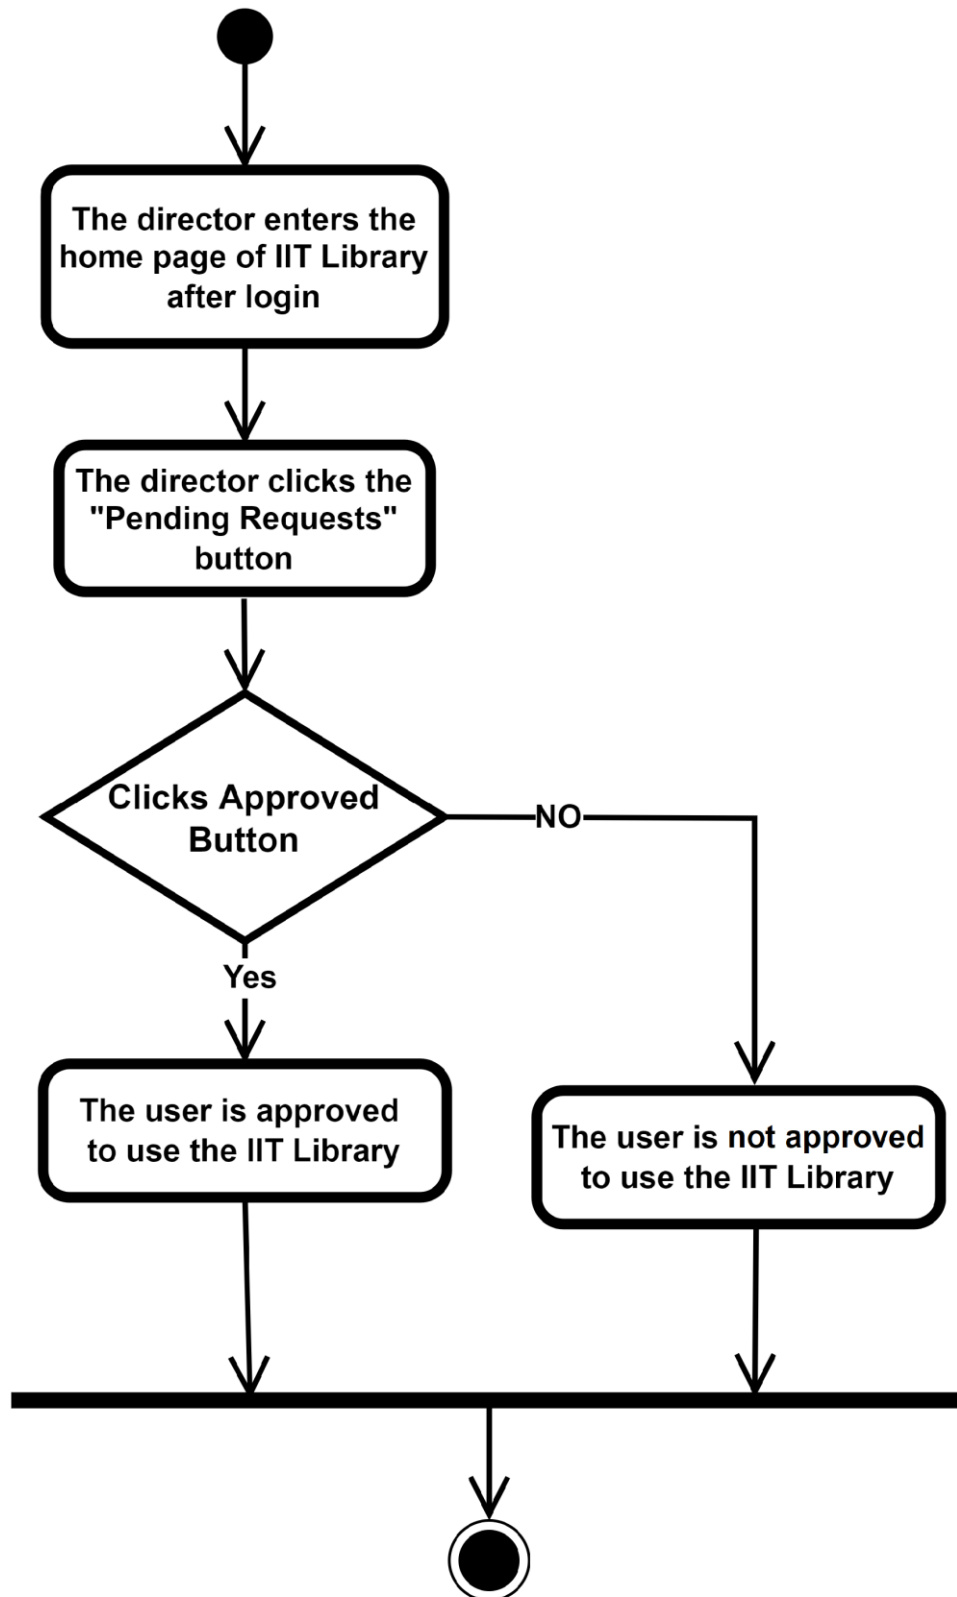 The director enters the
home page of IIT Library
after login
The director clicks the
"Pending Requests"
button
Clicks Approved
Button
NO
Yes
The user is approved
to use the IIT Library
The user is not approved
to use the IIT Library